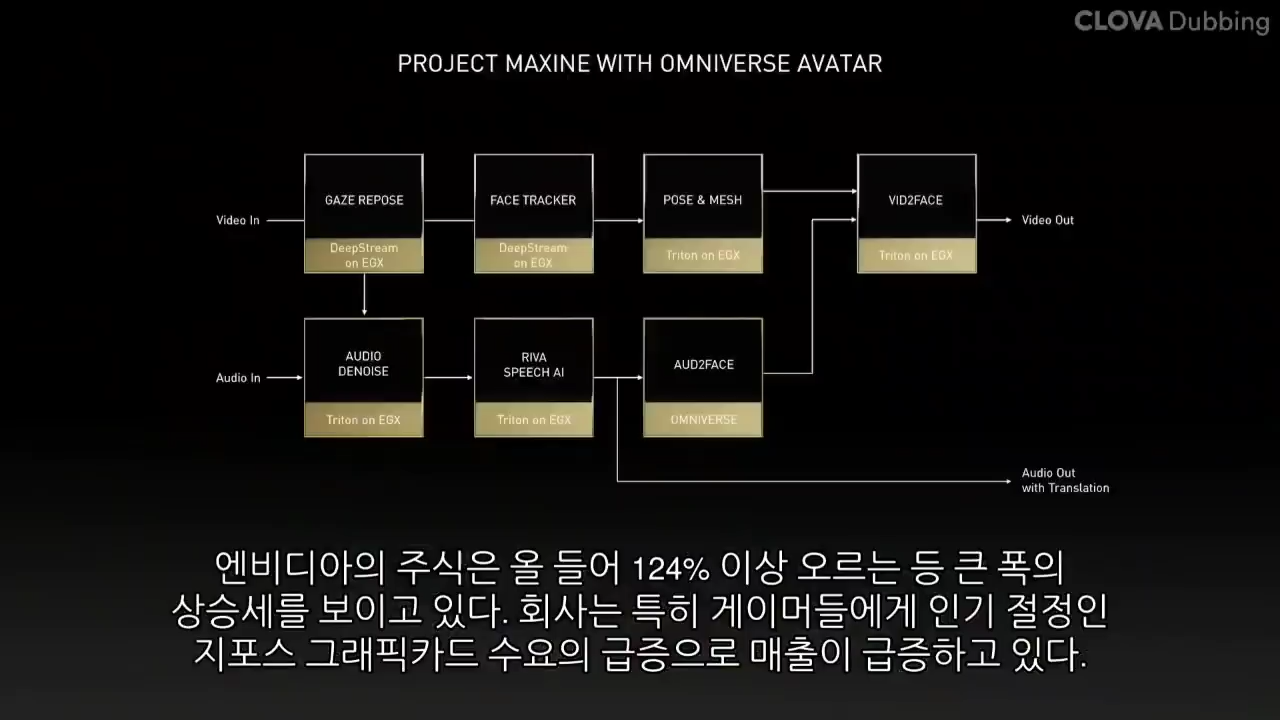 CLOVA Dubbing
PROJECT MAXINE WITH OMNIVERSE AVATAR
Video In
GAZE REPOSE
DeepStream
on EGX
FACE TRACKER
DeepStream
on EGX
POSE & MESH
Triton on EGX
VID2FACE
Triton on EGX
Video Out
Audio In
AUDIO
DENOISE
Triton on EGX
RIVA
SPEECH AI
Triton on EGX
AUD2FACE
OMNIVERSE
Audio Out
with Translation
엔비디아의 주식은 올 들어 124% 이상 오르는 등 큰 폭의
상승세를 보이고 있다. 회사는 특히 게이머들에게 인기 절정인
지포스 그래픽카드 수요의 급증으로 매출이 급증하고 있다.